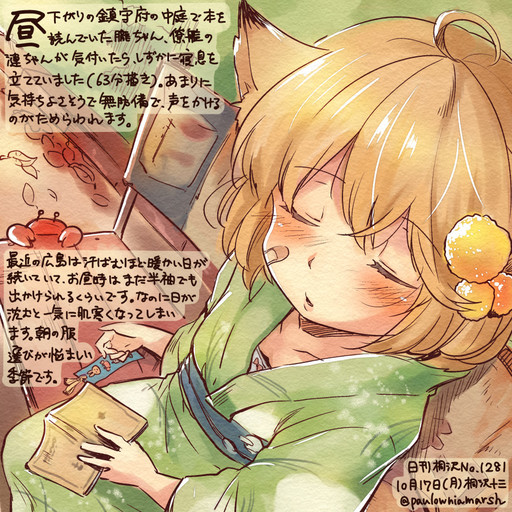 昼下がりの鎮守府の中庭で本を
読んでいた朧ちゃん、僚艦の
漣ちゃんが気付いたら、しずかに寝息を
立てていました(63分描き)。あまりに
気持ちよさそうで無防備で、声をかける
のがためらわれます。
最近の広島は汗ばむほど暖かい日が
続いていて、お昼時はまだ半袖でも
でかけられるくらいです。なのに日が
沈むと一気に肌寒くなってしまい
ます。朝の服
選びが悩ましい
季節です。
日刊桐沢No.1281
10月17日(月)桐沢十三
@paulowniamarsh